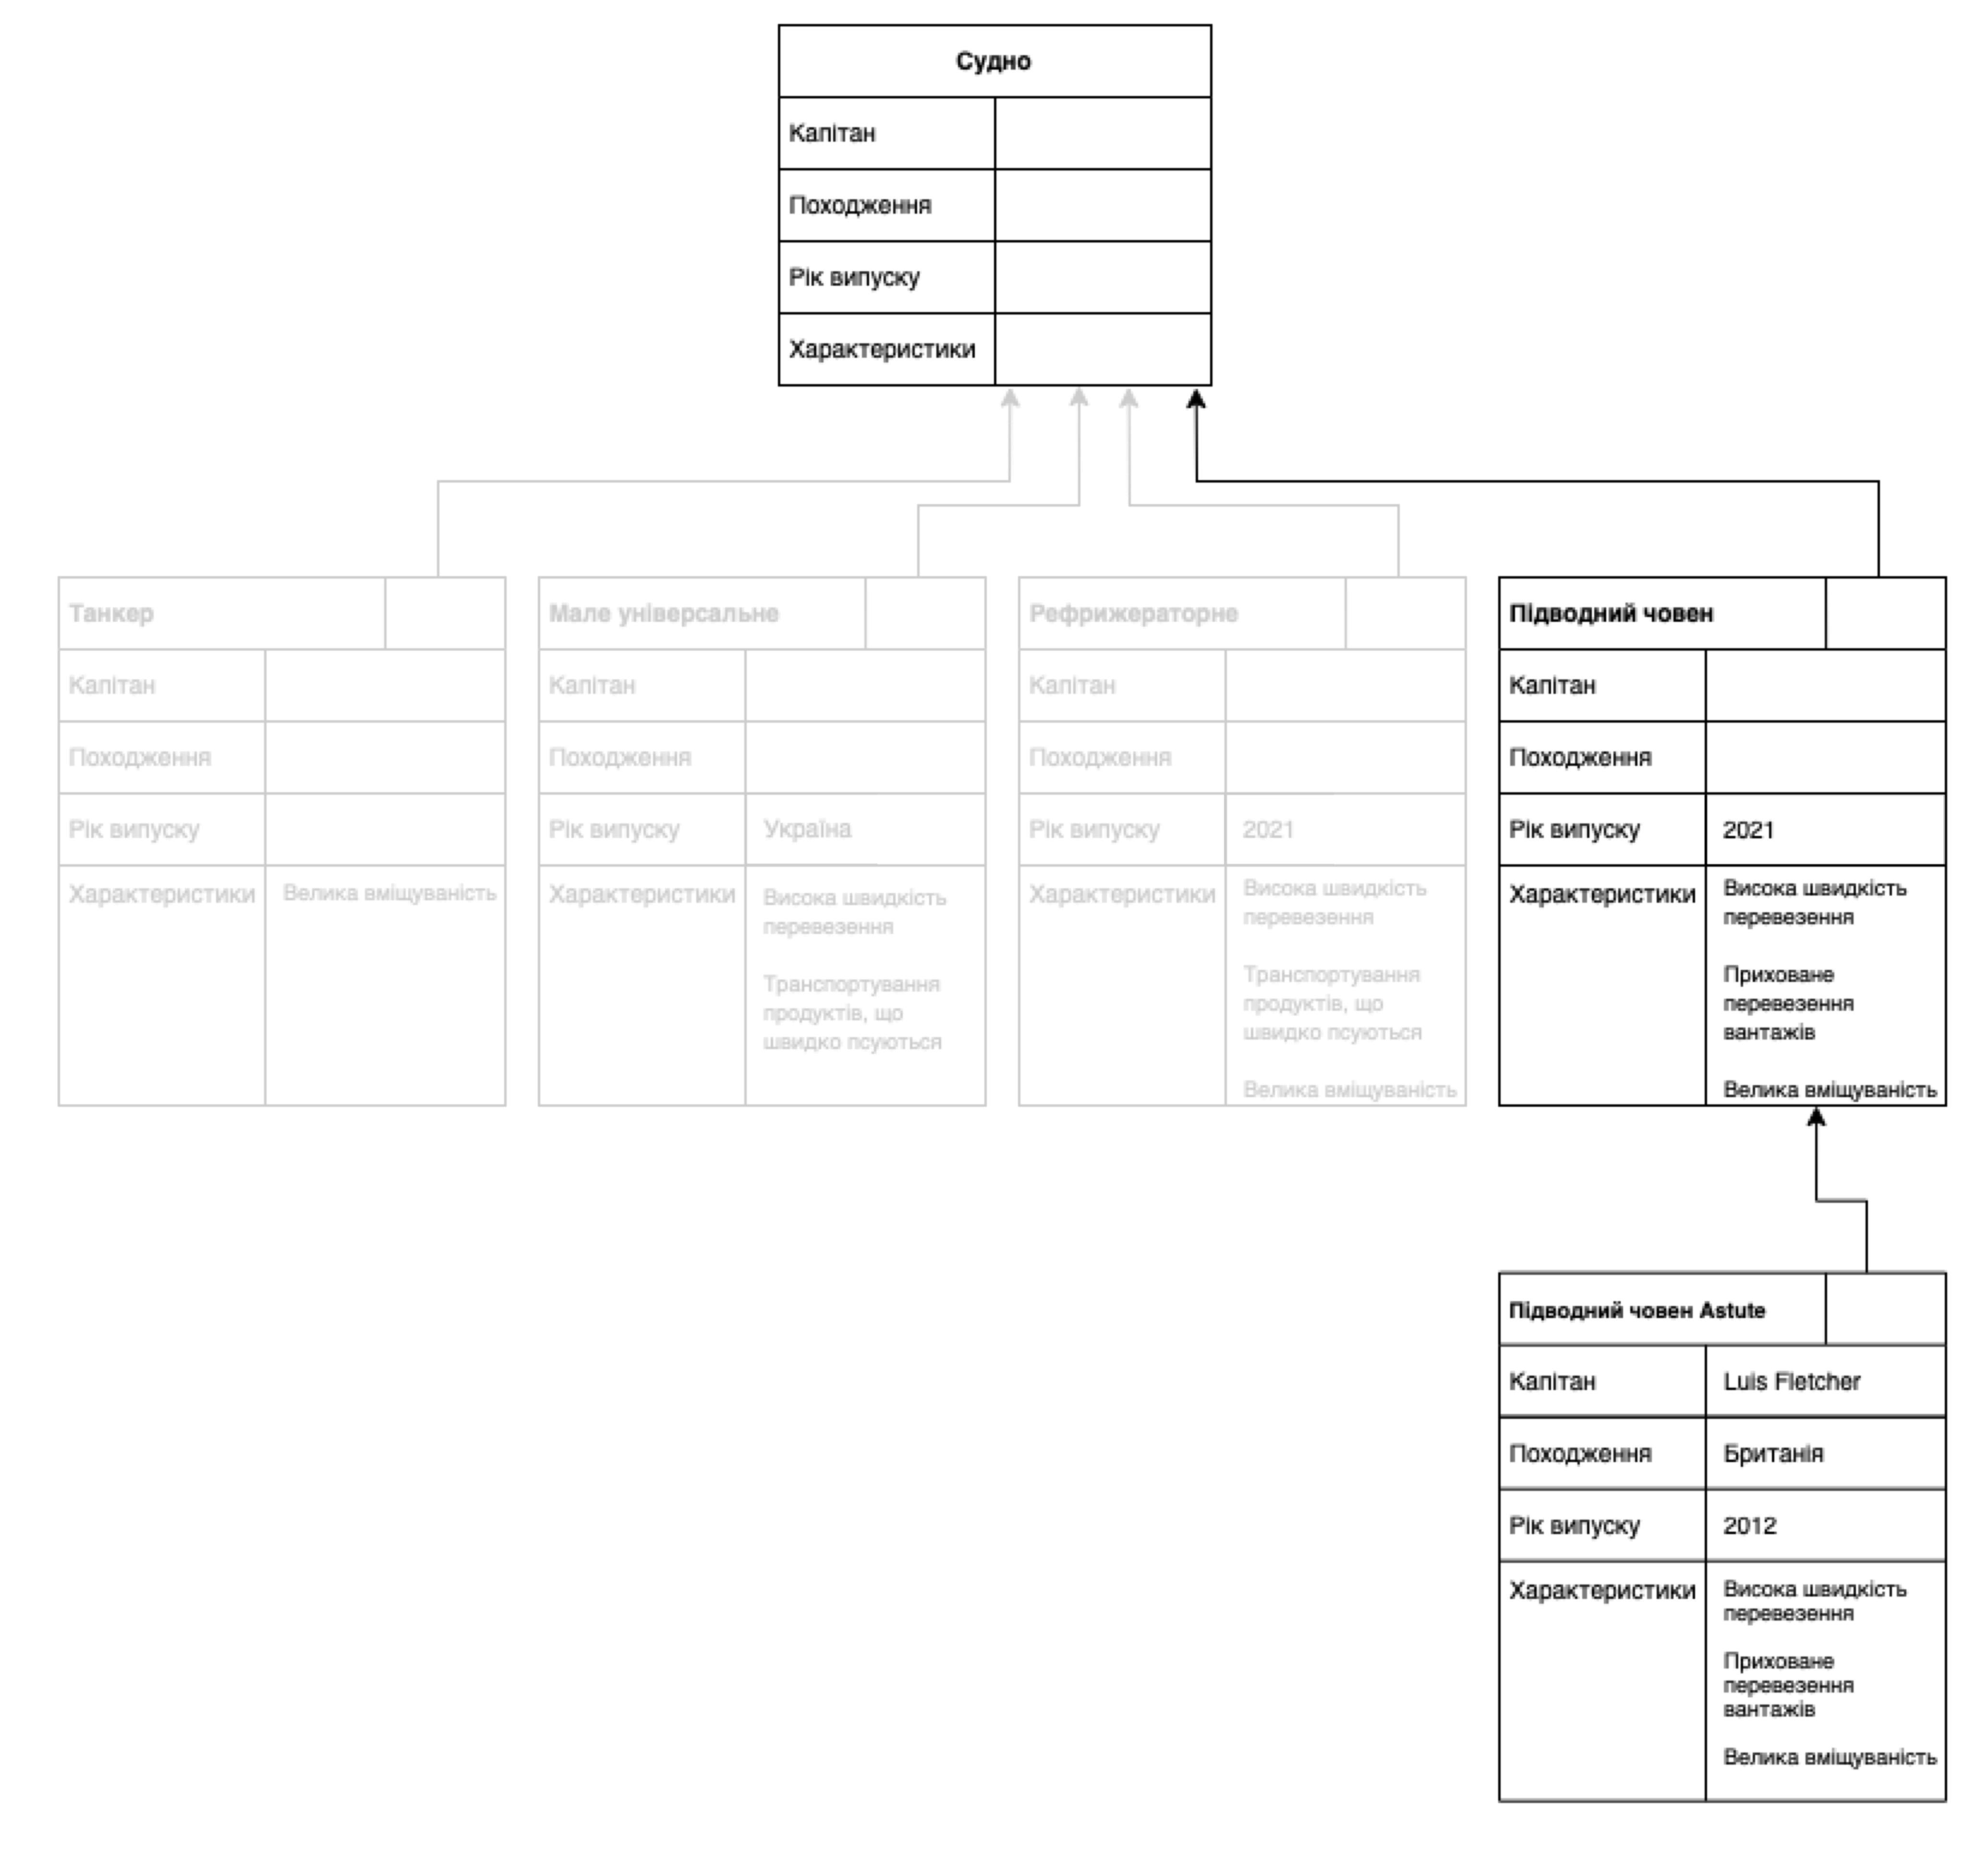 Судно
Капітан
Походження
Рік випуску
Характеристики
Танкер
Капітан
Походження
Рік випуску
Характеристики
Велика вміщуваність
Мале універсальне
Капітан
Походження
Рік випуску
Україна
Характеристики
Висока швидкість
перевезення
Транспортування
продуктів, що
швидко псуються
Рефрижераторне
Капітан
Походження
Рік випуску
2021
Характеристики
Висока швидкість
перевезення
Транспортування
продуктів, що
швидко псуються
Велика вміщуваність
Підводний човен
Капітан
Походження
Рік випуску
2021
Характеристики
Висока швидкість
перевезення
Приховане
перевезення
вантажів
Велика вміщуваність
Підводний човен Astute
Капітан
Luis Fletcher
Походження
Британія
Рік випуску
2012
Характеристики
Висока швидкість
перевезення
Приховане
перевезення
вантажів
Велика вміщуваність